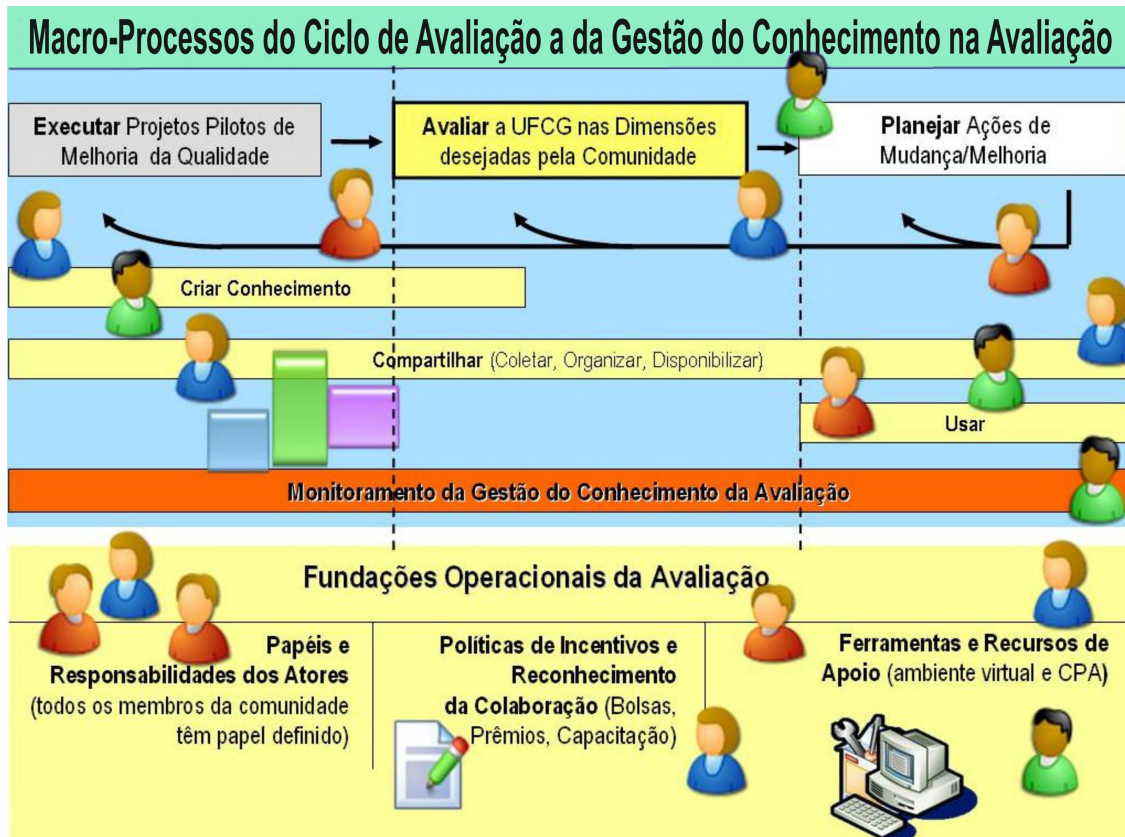 Macro-Processos do Ciclo de Avaliação a da Gestão do Conhecimento na Avaliação
Executar Projetos Pilotos de
Melhoria da Qualidade
Avaliar a UFCG nas Dimensões
desejadas pela Comunidade
Planejar Ações de
Mudança/Melhoria
Criar Conhecimento
Compartilhar (Coletar, Organizar, Disponibilizar)
Usar
Monitoramento da Gestão do Conhecimento da Avaliação
Fundações Operacionais da Avaliação
Papéis e
Responsabilidades dos Atores
(todos os membros da comunidade
têm papel definido)
Políticas de Incentivos e
Reconhecimento
da Colaboração (Bolsas,
Prêmios, Capacitação)
Ferramentas e Recursos de
Apoio (ambiente virtual e CPA)